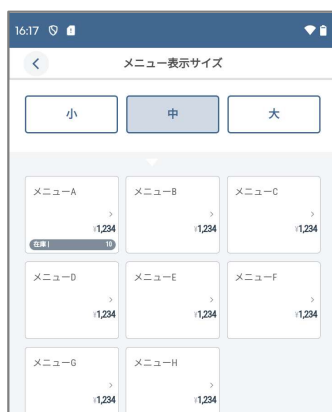 16:17
メニュー表示サイズ
小 中 大
メニューA メニューB メニューC
¥1,234 ¥1,234 ¥1,234
在庫 | 10
メニューD メニューE メニューF
¥1,234 ¥1,234 ¥1,234
メニューG メニューH
¥1,234 ¥1,234